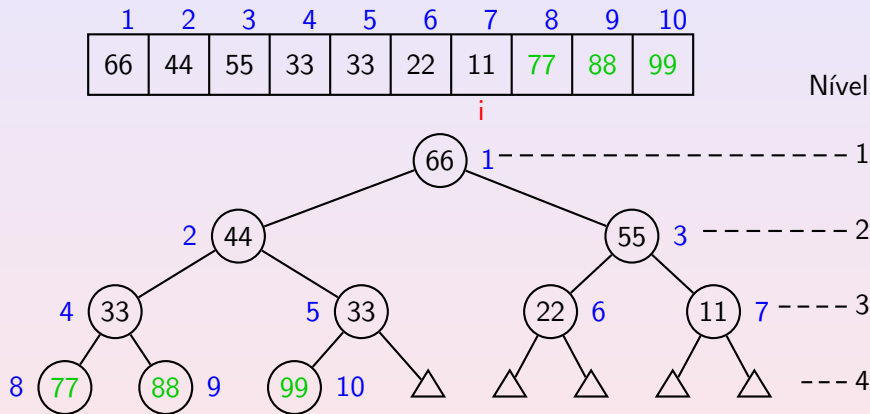 1 2 3 4 5 6 7 8 9 10
66 44 55 33 33 22 11 77 88 99
Nível
i
66 1 1
2 44 55 3 2
4 33 5 33 22 6 11 7 3
8 77 88 9 99 10 4